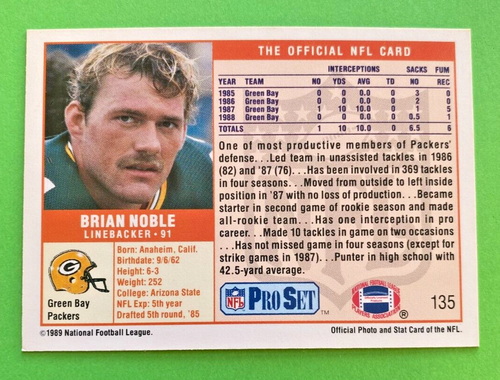 THE OFFICIAL NFL CARD
INTERCEPTIONS SACKS FUM
YEAR TEAM NO YDS AVG TD NO REC
1985 Green Bay 0 0 0.0 0 3 0
1986 Green Bay 0 0 0.0 0 2 0
1987 Green Bay 1 10 10.0 0 1 5
1988 Green Bay 0 0 0.0 0 0.5 1
TOTALS 1 10 10.0 0 6.5 6
One of most productive members of Packers'
defense. . .Led team in unassisted tackles in 1986
(82) and '87 (76). . .Has been involved in 369 tackles
in four seasons. . .Moved from outside to left inside
position in '87 with no loss of production. . .Became
starter in second game of rookie season and made
all-rookie team. . .Has one interception in pro
career. . .Made 10 tackles in game on two occasions
. . .Has not missed game in four seasons (except for
strike games in 1987). . .Punter in high school with
42.5-yard average.
BRIAN NOBLE
LINEBACKER • 91
Born: Anaheim, Calif.
Birthdate: 9/6/62
Height: 6-3
Weight: 252
College: Arizona State
NFL Exp: 5th year
Drafted 5th round, '85
G
Green Bay
Packers
NFL PRO SET ™
® 135
©1989 National Football League.
Official Photo and Stat Card of the NFL.